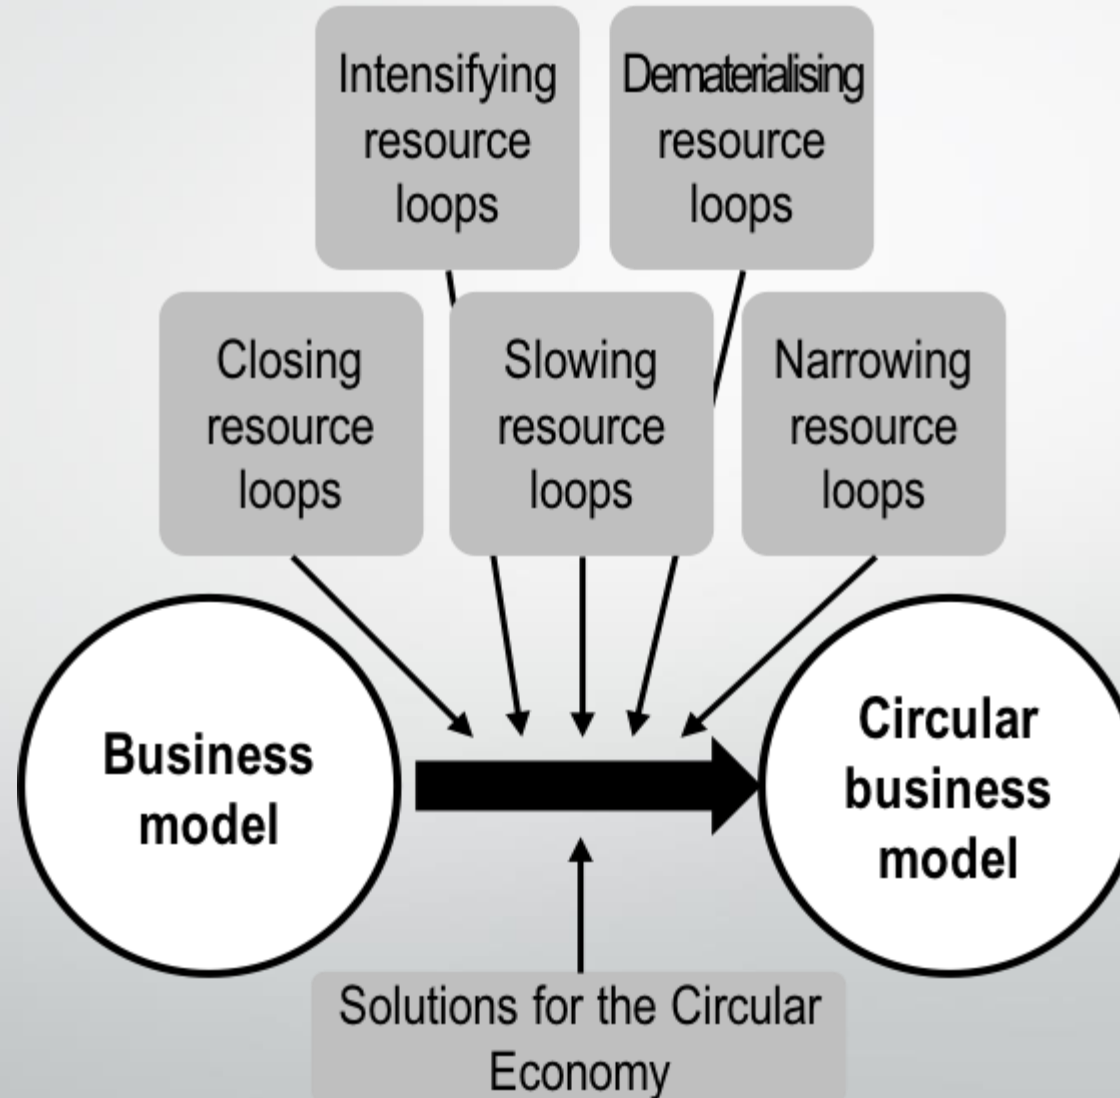 Intensifying
resource
loops
Dematerialising
resource
loops
Closing
resource
loops
Slowing
resource
loops
Narrowing
resource
loops
Business
model
Circular
business
model
Solutions for the Circular
Economy